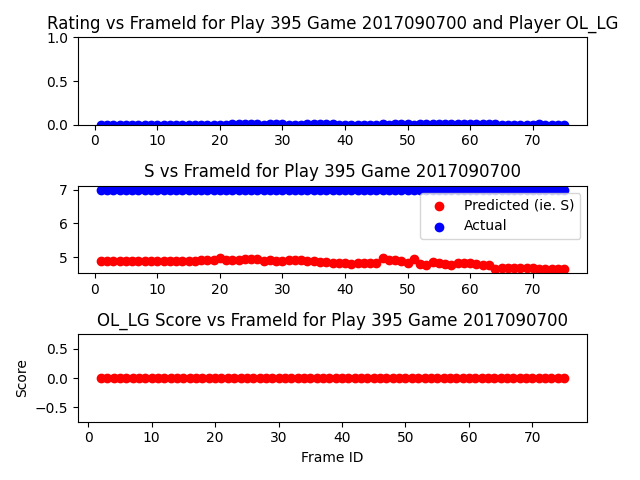 Rating vs FrameId for Play 395 Game 2017090700 and Player OL_LG
1.0
0.5
0.0
0 10 20 30 40 50 60 70
S vs FrameId for Play 395 Game 2017090700
7
6
5
Predicted (ie. S)
Actual
0 10 20 30 40 50 60 70
OL_LG Score vs FrameId for Play 395 Game 2017090700
Score
0.5
0.0
−0.5
0 10 20 30 40 50 60 70
Frame ID